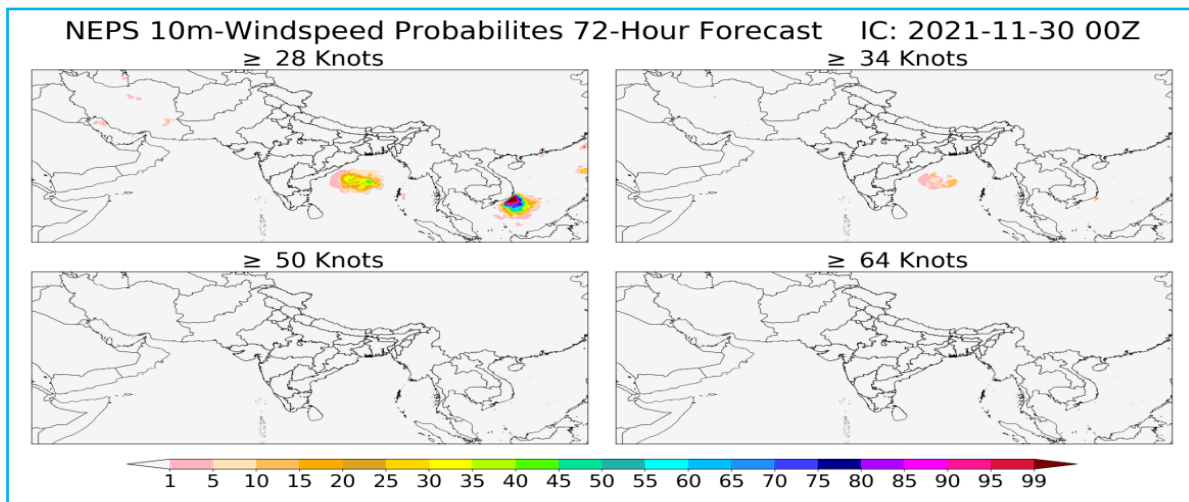 NEPS 10m-Windspeed Probabilites 72-Hour Forecast IC: 2021-11-30 00Z
≥ 28 Knots
≥ 34 Knots
≥ 50 Knots
≥ 64 Knots
1 5 10 15 20 25 30 35 40 45 50 55 60 65 70 75 80 85 90 95 99